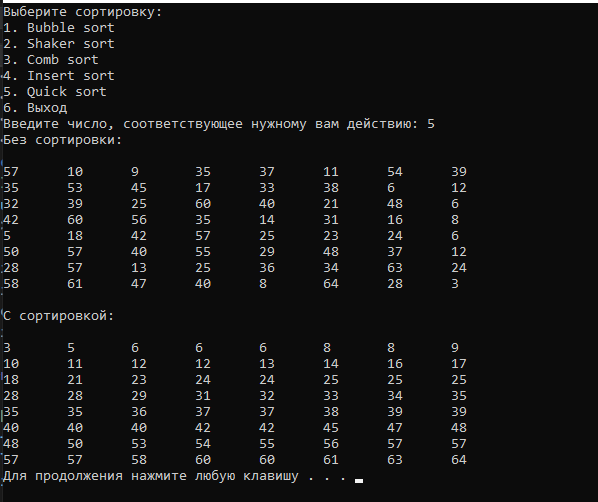 Выберите сортировку:
1. Bubble sort
2. Shaker sort
3. Comb sort
4. Insert sort
5. Quick sort
6. Выход
Введите число, соответствующее нужному вам действию: 5
Без сортировки:
57 10 9 35 37 11 54 39
35 53 45 17 33 38 6 12
32 39 25 60 40 21 48 6
42 60 56 35 14 31 16 8
5 18 42 57 25 23 24 6
50 57 40 55 29 48 37 12
28 57 13 25 36 34 63 24
58 61 47 40 8 64 28 3
С сортировкой:
3 5 6 6 6 8 8 9
10 11 12 12 13 14 16 17
18 21 23 24 24 25 25 25
28 28 29 31 32 33 34 35
35 35 36 37 37 38 39 39
40 40 40 42 42 45 47 48
48 50 53 54 55 56 57 57
57 57 58 60 60 61 63 64
Для продолжения нажмите любую клавишу . . .